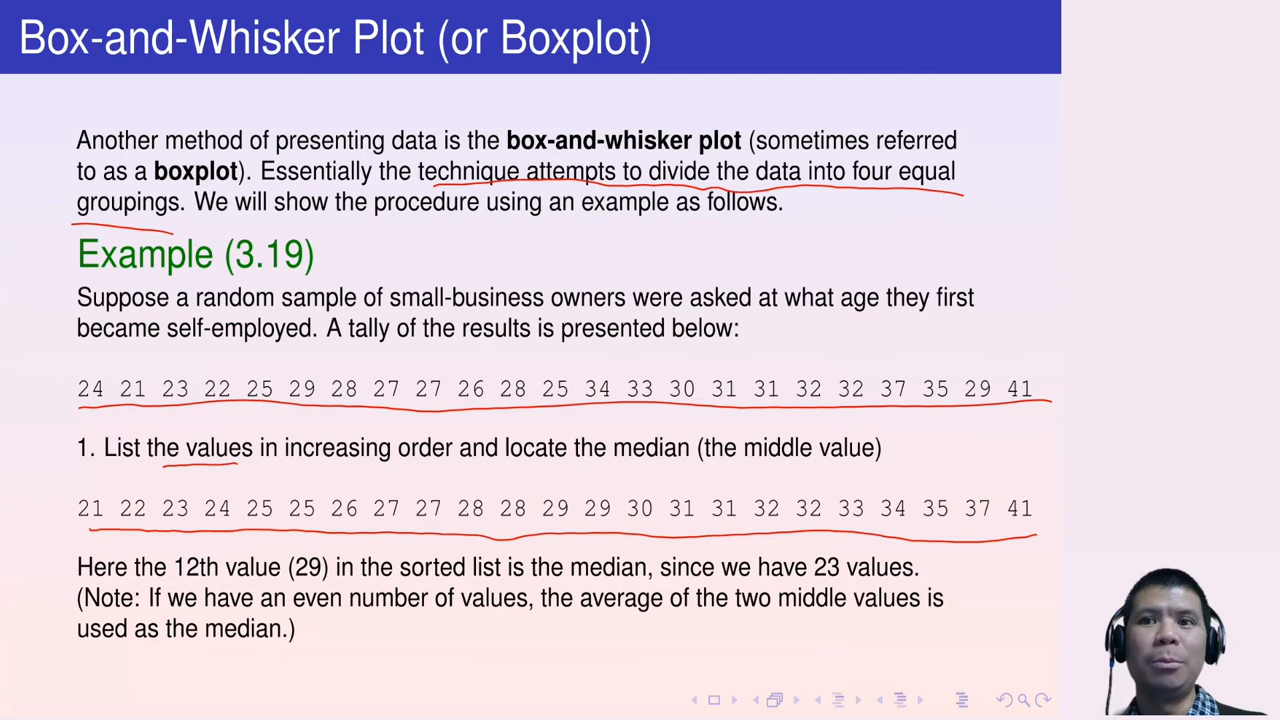 Box-and-Whisker Plot (or Boxplot)
Another method of presenting data is the box-and-whisker plot (sometimes referred
to as a boxplot). Essentially the technique attempts to divide the data into four equal
groupings. We will show the procedure using an example as follows.
Example (3.19)
Suppose a random sample of small-business owners were asked at what age they first
became self-employed. A tally of the results is presented below:
24 21 23 22 25 29 28 27 27 26 28 25 34 33 30 31 31 32 32 37 35 29 41
1. List the values in increasing order and locate the median (the middle value)
21 22 23 24 25 25 26 27 27 28 28 29 29 30 31 31 32 32 33 34 35 37 41
Here the 12th value (29) in the sorted list is the median, since we have 23 values.
(Note: If we have an even number of values, the average of the two middle values is
used as the median.)